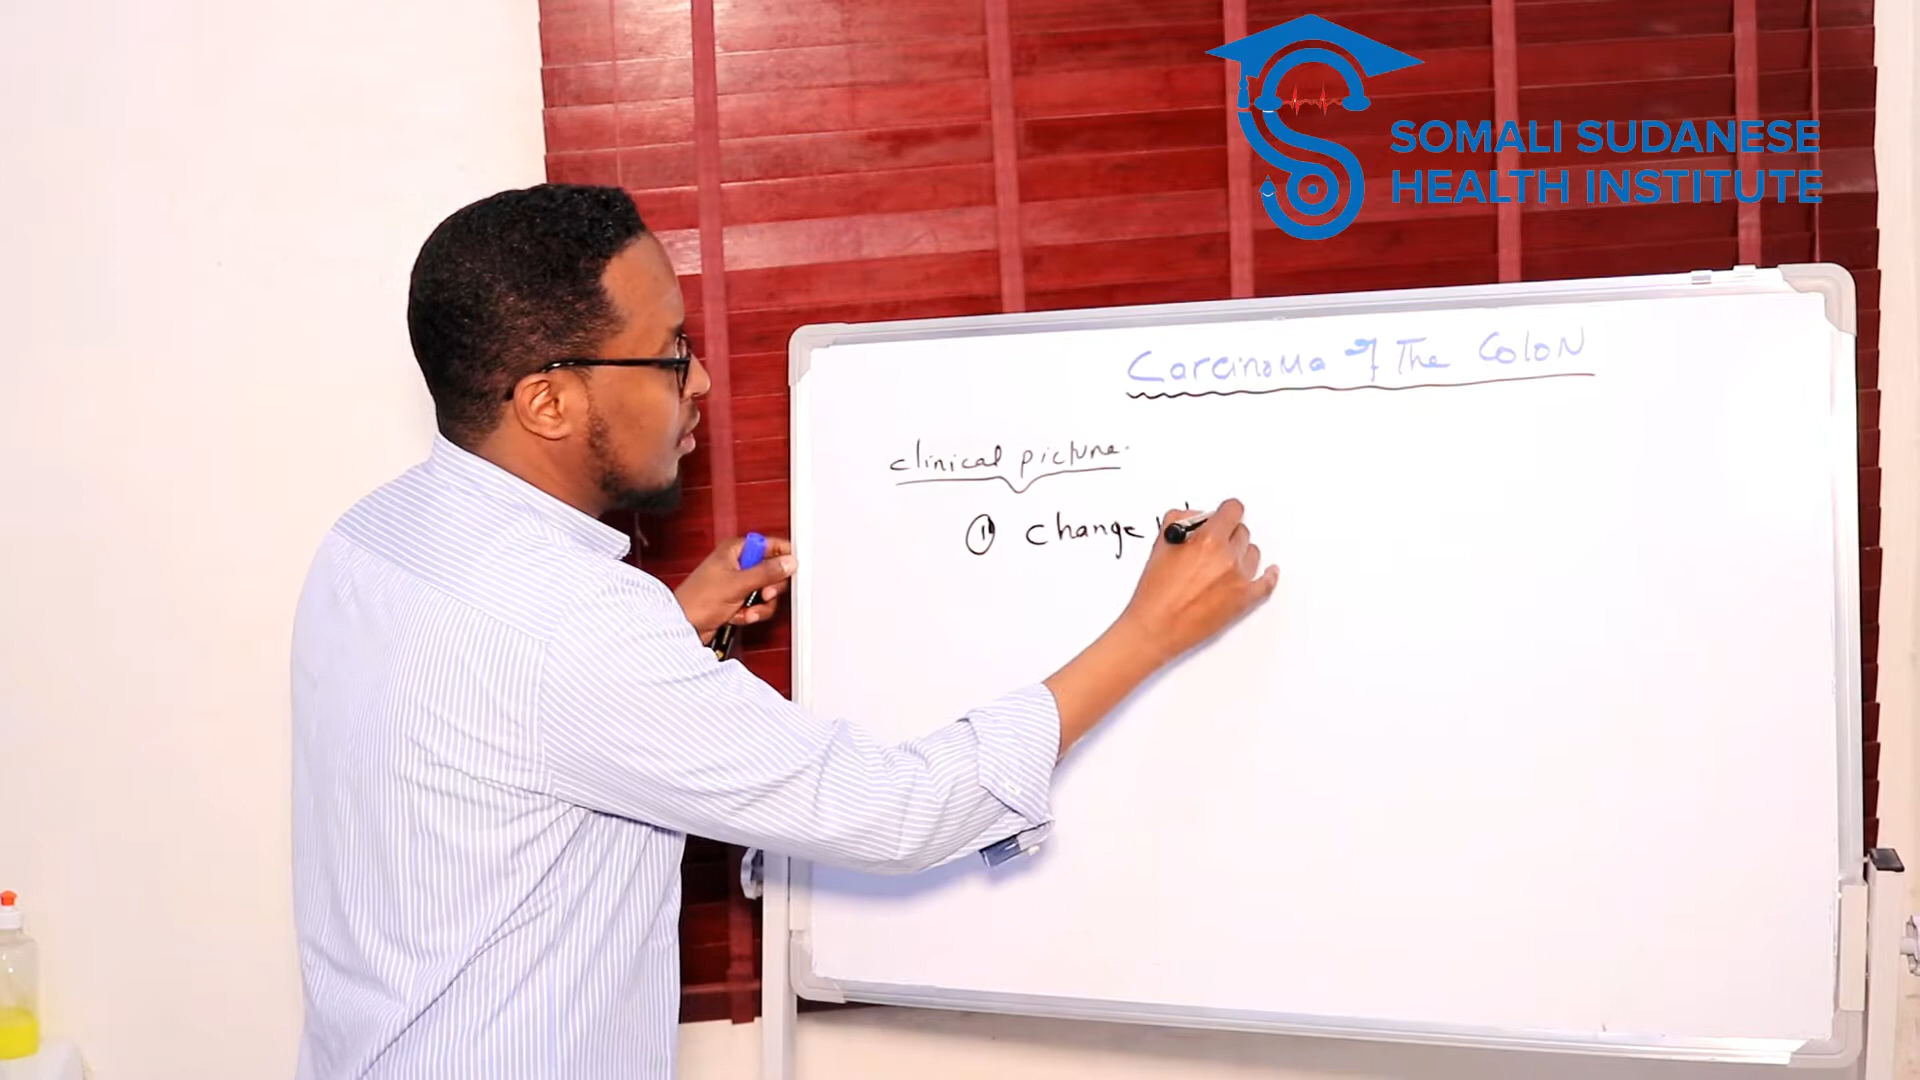 SOMALI SUDANESE
HEALTH INSTITUTE
Carcinoma of The Colon
clinical picture.
① change